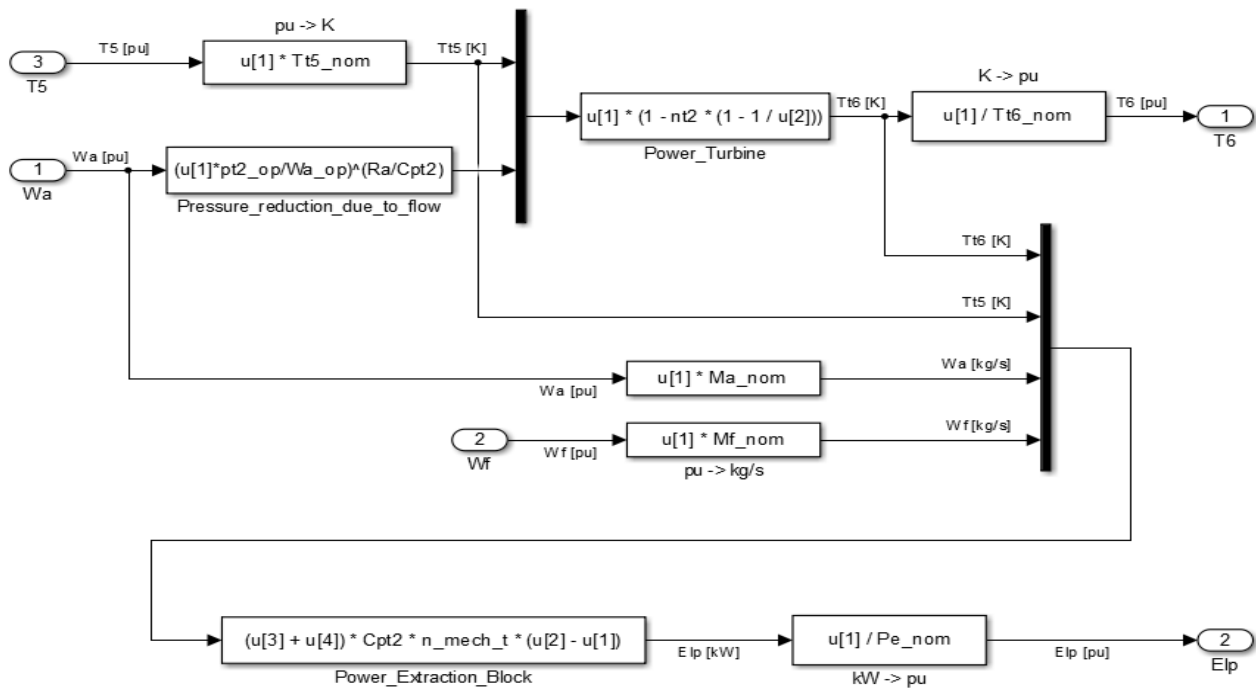 pu -> K
3
T5
T5 [pu]
u[1] * Tt5_nom
Tt5 [K]
1
Wa
Wa [pu]
(u[1]*pt2_op/Wa_op)^(Ra/Cpt2)
Pressure_reduction_due_to_flow
u[1] * (1 - nt2 * (1 - 1 / u[2]))
Power_Turbine
Tt6 [K]
K -> pu
u[1] / Tt6_nom
T6 [pu]
1
T6
Tt6 [K]
Tt5 [K]
Wa [pu]
u[1] * Ma_nom
Wa [kg/s]
2
Wf
Wf [pu]
u[1] * Mf_nom
pu -> kg/s
Wf[kg/s]
(u[3] + u[4]) * Cpt2 * n_mech_t * (u[2] - u[1])
Power_Extraction_Block
Elp [kW]
u[1] / Pe_nom
kW -> pu
Elp [pu]
2
Elp